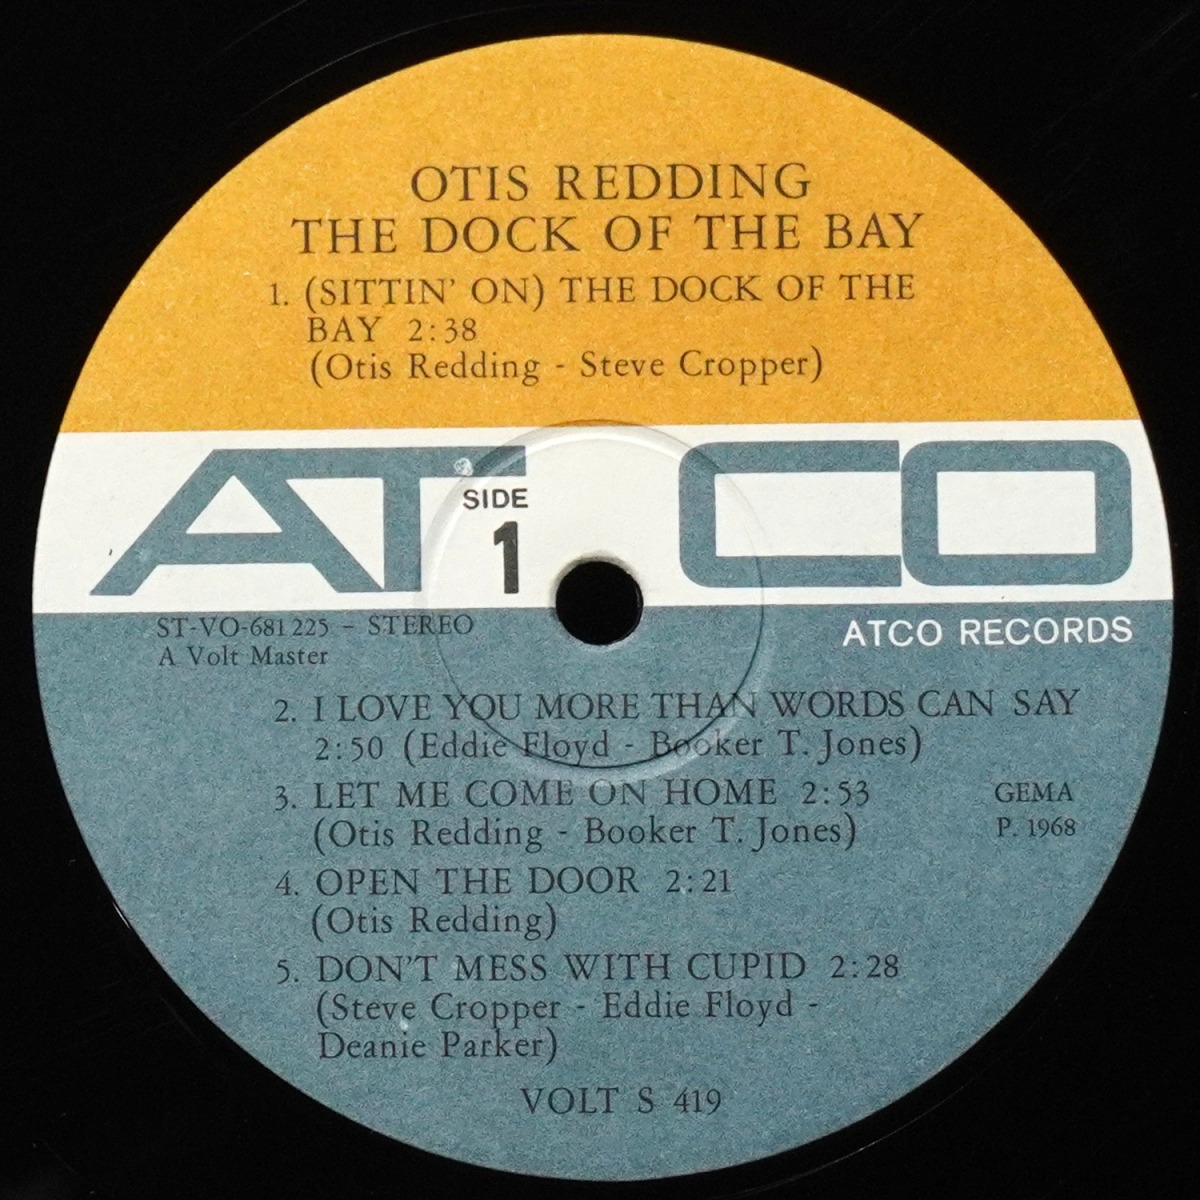 OTIS REDDING
THE DOCK OF THE BAY
1. (SITTIN' ON) THE DOCK OF THE
BAY 2:38
(Otis Redding - Steve Cropper)
ATCO
SIDE
1
ST-VO-681 225 - STEREO
A Volt Master
ATCO RECORDS
2. I LOVE YOU MORE THAN WORDS CAN SAY
2:50 (Eddie Floyd - Booker T. Jones)
3. LET ME COME ON HOME 2:53
(Otis Redding - Booker T. Jones)
GEMA
P. 1968
4. OPEN THE DOOR 2:21
(Otis Redding)
5. DON'T MESS WITH CUPID 2:28
(Steve Cropper - Eddie Floyd -
Deanie Parker)
VOLT S 419